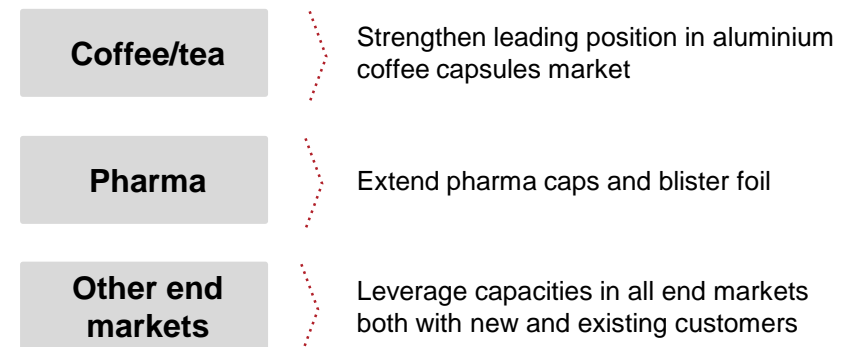 Coffee/tea
Strengthen leading position in aluminium
coffee capsules market
Pharma
Extend pharma caps and blister foil
Other end
markets
Leverage capacities in all end markets
both with new and existing customers